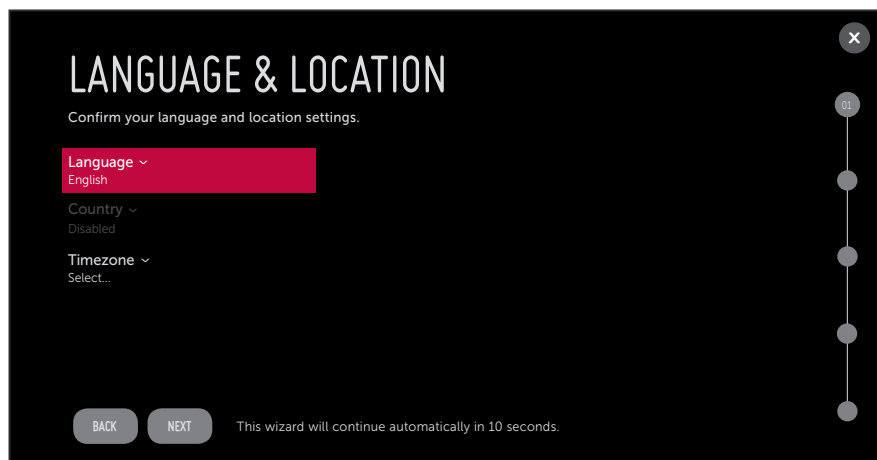 LANGUAGE & LOCATION
Confirm your language and location settings.
01
Language
English
Country
Disabled
Timezone
Select...
BACK
NEXT
This wizard will continue automatically in 10 seconds.